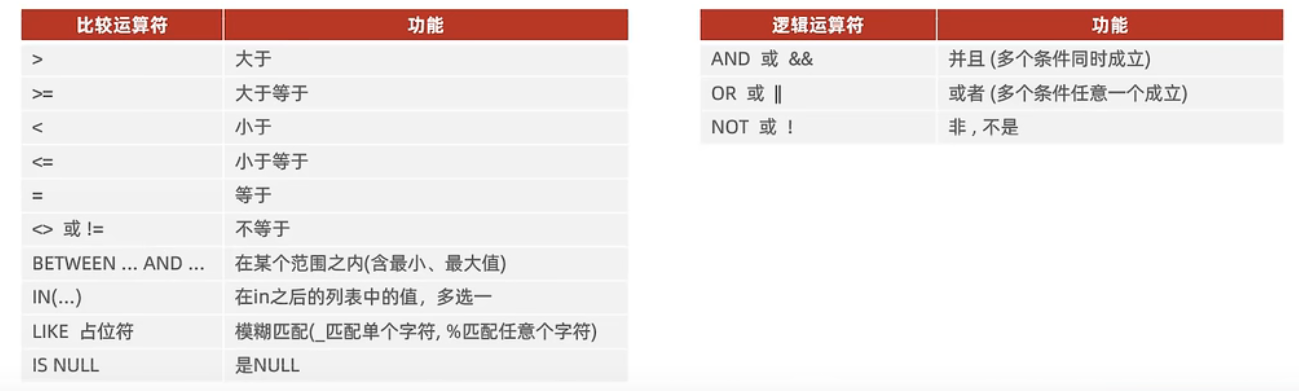 比较运算符 功能
> 大于
>= 大于等于
< 小于
<= 小于等于
= 等于
<> 或 != 不等于
BETWEEN ... AND ... 在某个范围之内(含最小、最大值)
IN(...) 在in之后的列表中的值，多选一
LIKE 占位符 模糊匹配(_匹配单个字符, %匹配任意个字符)
IS NULL 是NULL
逻辑运算符 功能
AND 或 && 并且 (多个条件同时成立)
OR 或 || 或者 (多个条件任意一个成立)
NOT 或 ! 非 , 不是